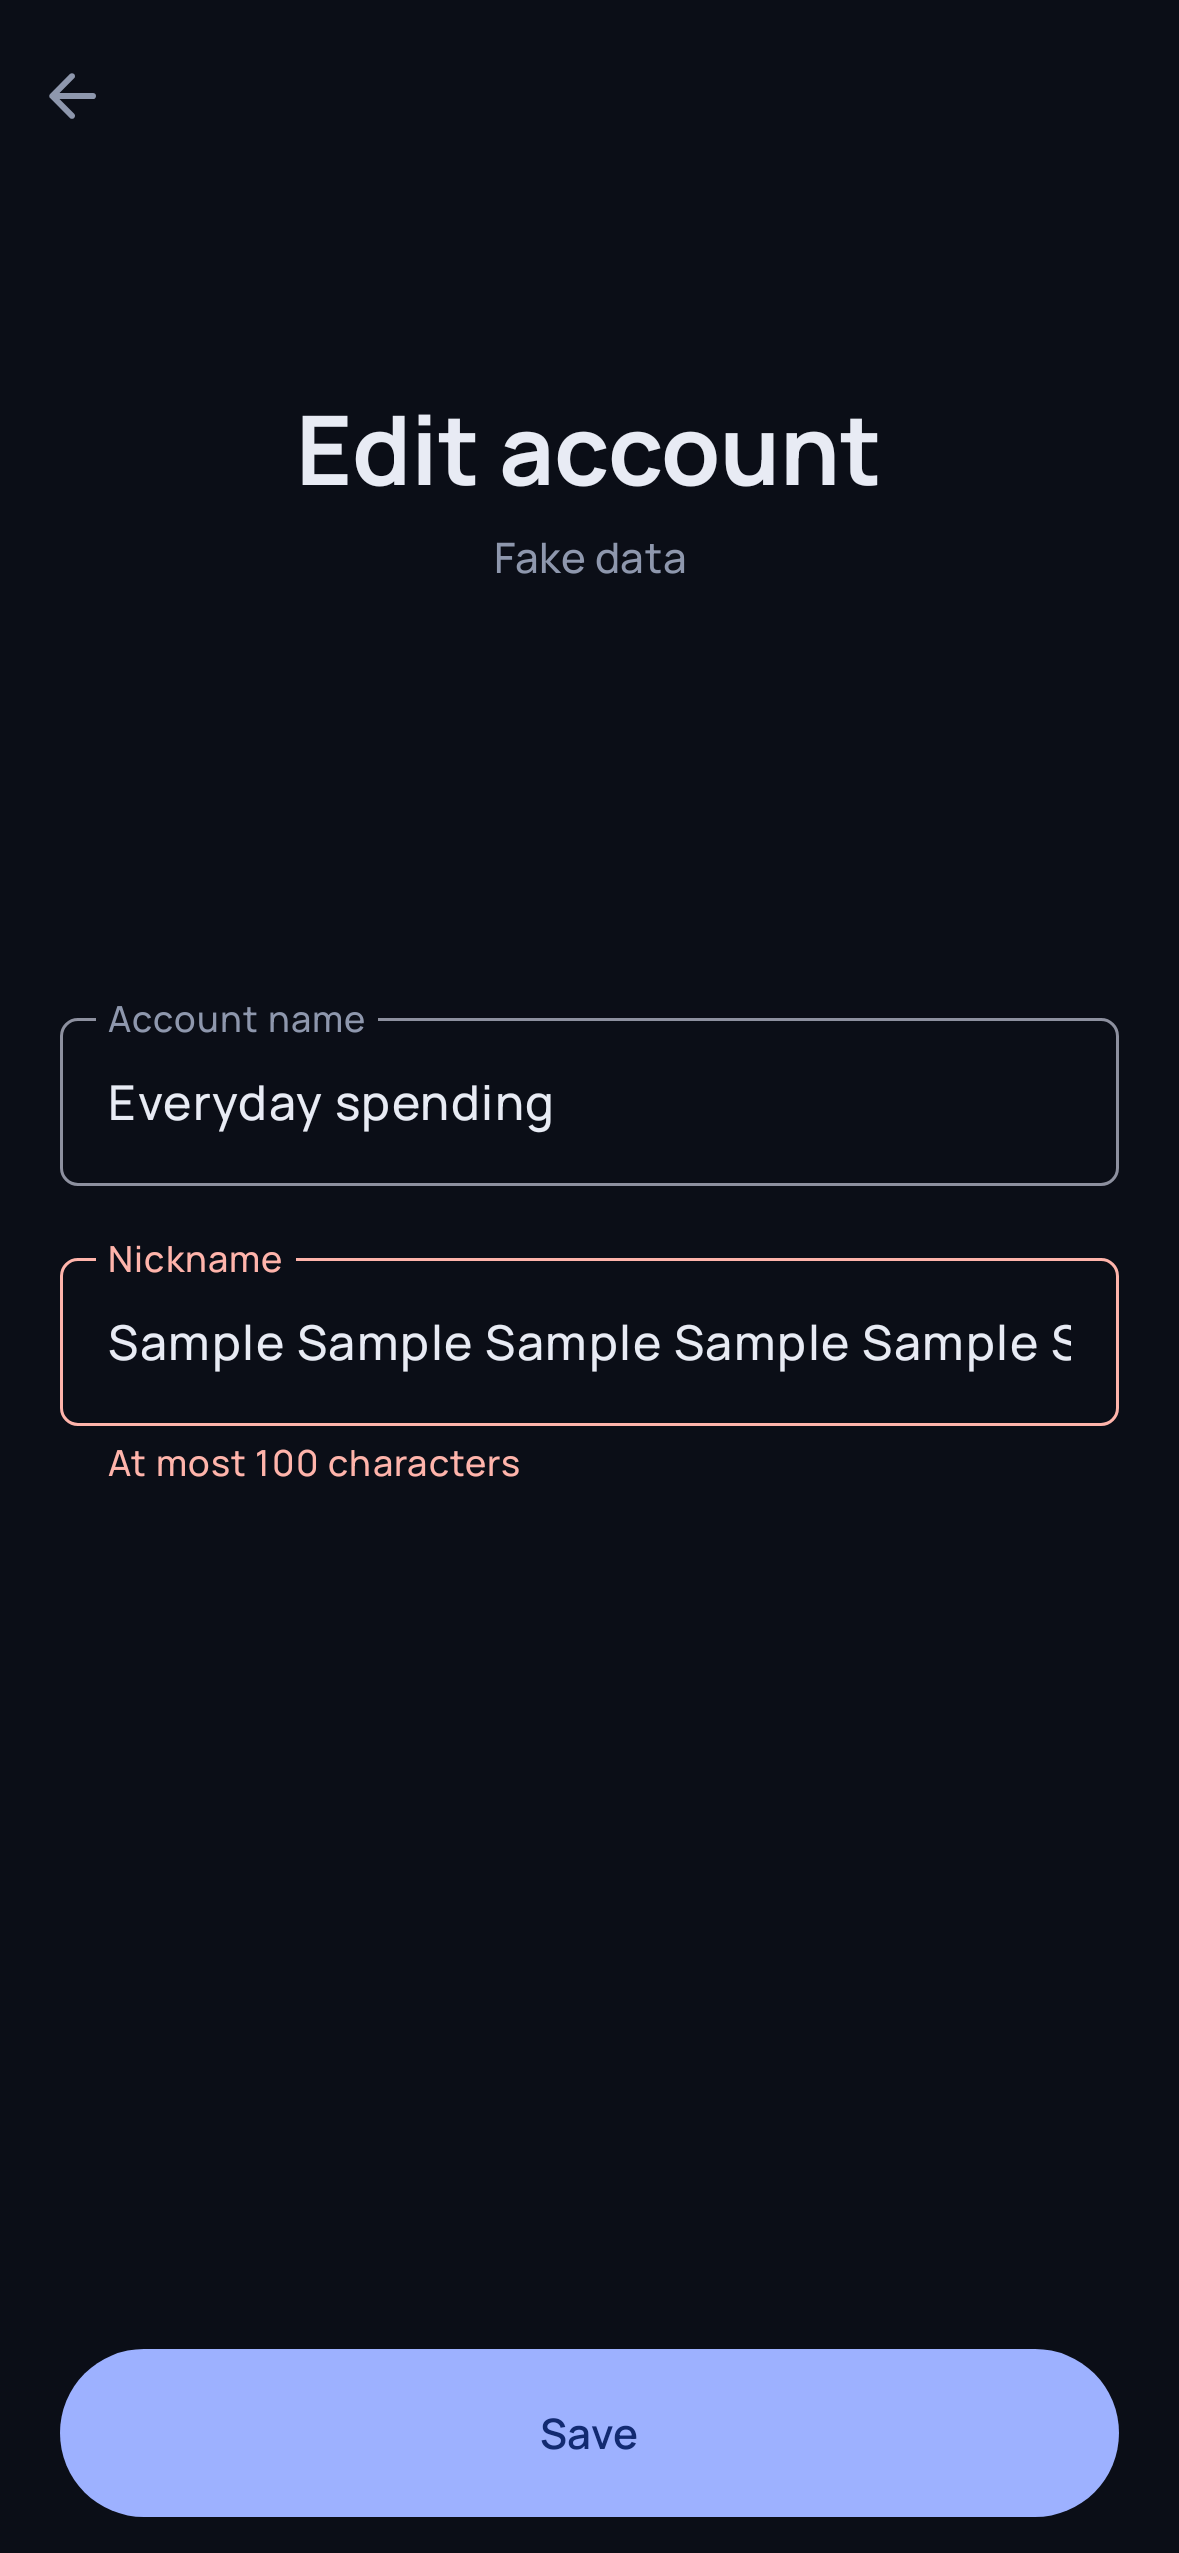 Edit account
Fake data
Account name
Everyday spending
Nickname
Sample Sample Sample Sample Sample S
At most 100 characters
Save